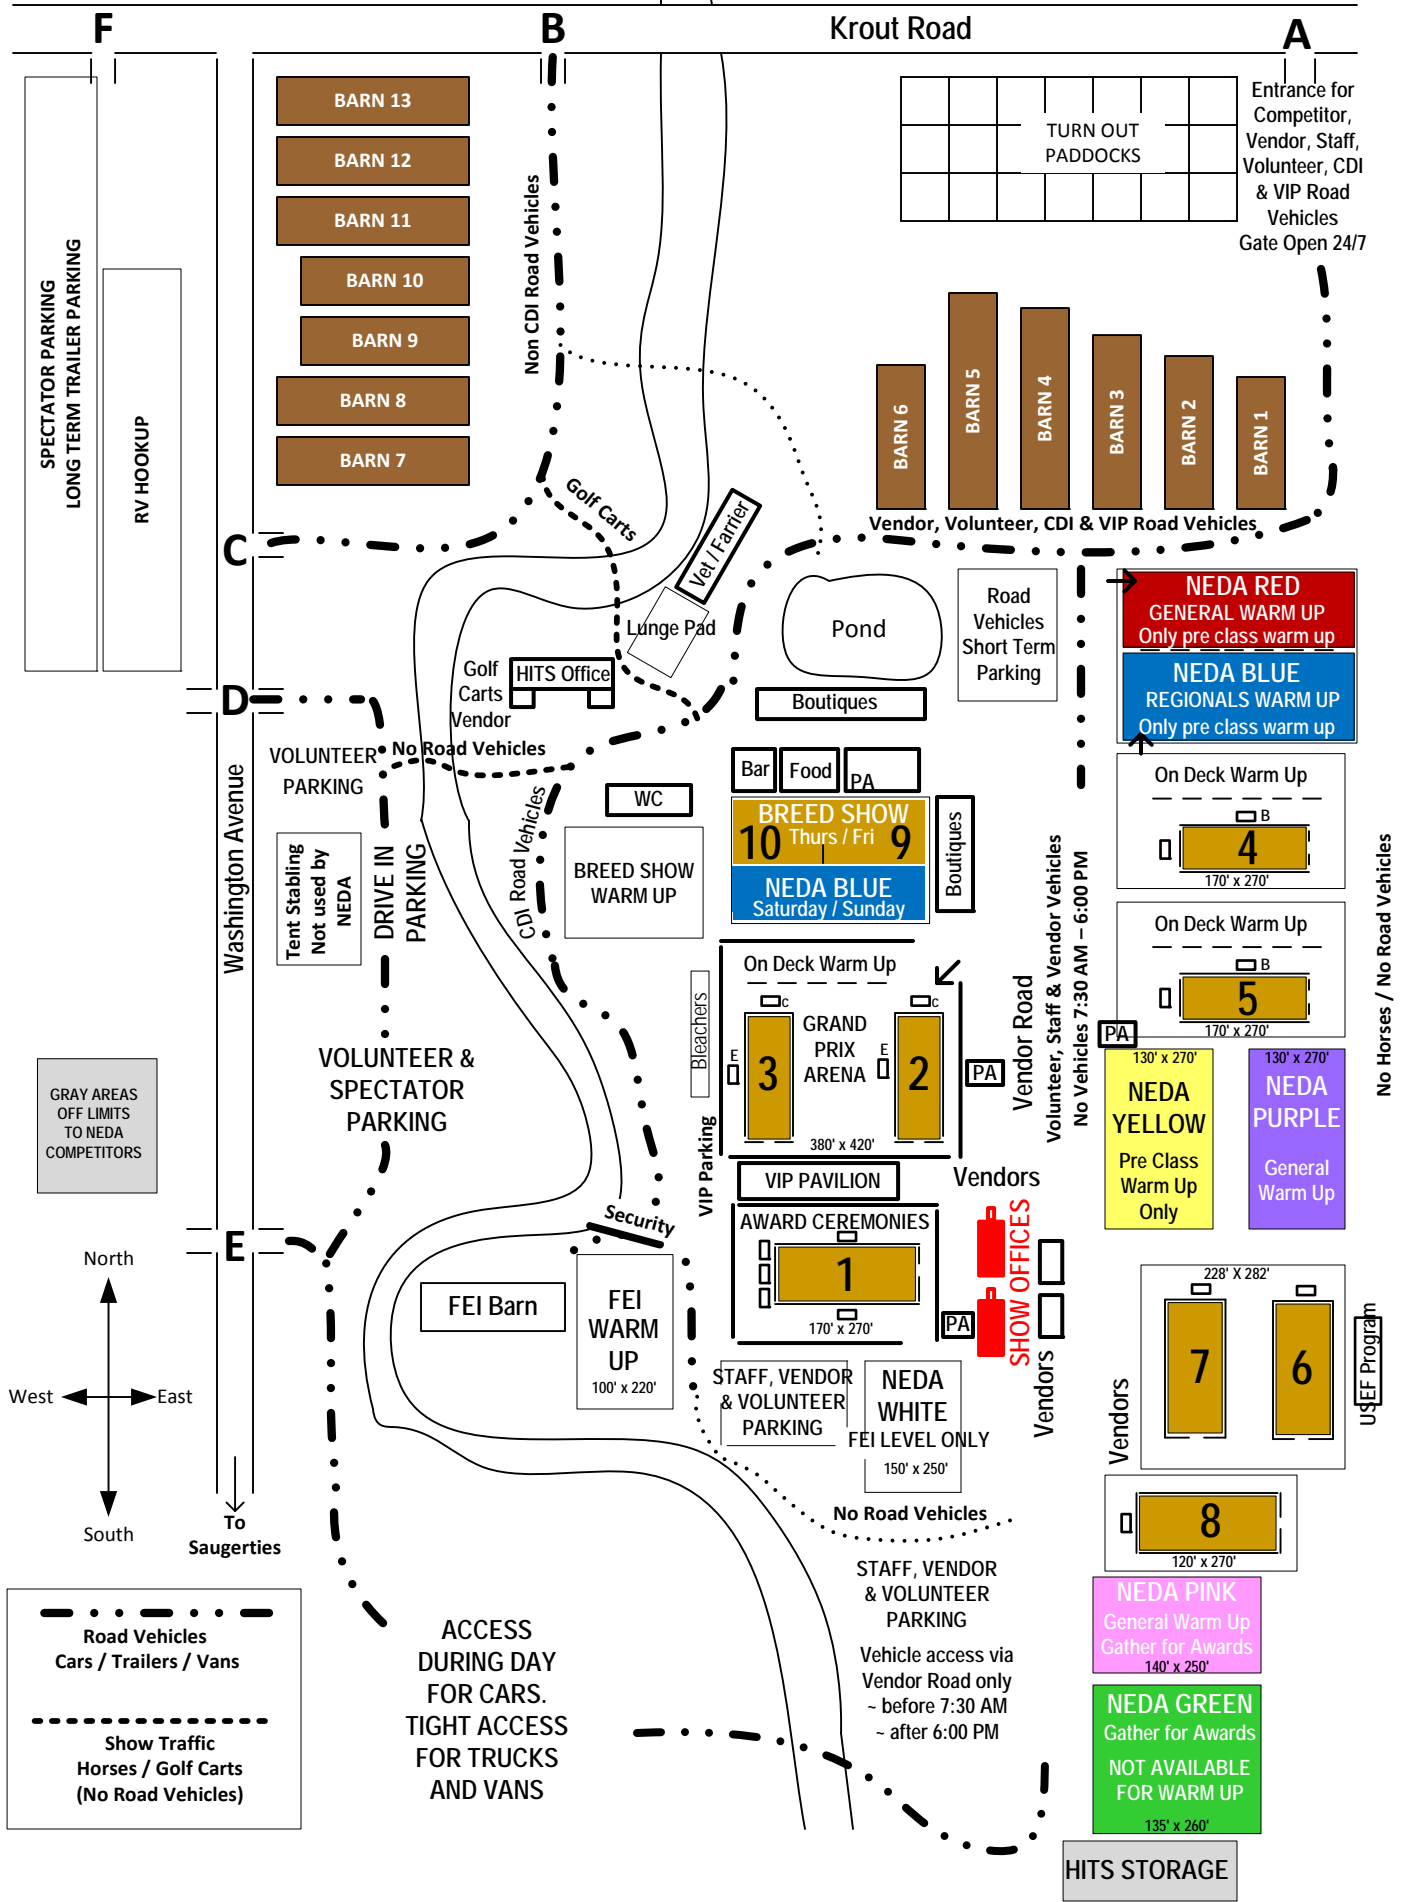 F
B
Krout Road
A
BARN 13
BARN 12
BARN 11
BARN 10
BARN 9
BARN 8
BARN 7
SPECTATOR PARKING
LONG TERM TRAILER PARKING
RV HOOKUP
Non CDI Road Vehicles
TURN OUT
PADDOCKS
Entrance for
Competitor,
Vendor, Staff,
Volunteer, CDI
& VIP Road
Vehicles
Gate Open 24/7
BARN 6
BARN 5
BARN 4
BARN 3
BARN 2
BARN 1
Vendor, Volunteer, CDI & VIP Road Vehicles
C
Golf Carts
Vet / Farrier
Lunge Pad
Pond
Road
Vehicles
Short Term
Parking
NEDA RED
GENERAL WARM UP
Only pre class warm up
NEDA BLUE
REGIONALS WARM UP
Only pre class warm up
Golf
Carts
Vendor
HITS Office
Boutiques
D
No Road Vehicles
VOLUNTEER
PARKING
Washington Avenue
Tent Stabling
Not used by
NEDA
DRIVE IN
PARKING
CDI Road Vehicles
WC
BREED SHOW
WARM UP
Bar
Food
PA
BREED SHOW
10
Thurs / Fri
9
NEDA BLUE
Saturday / Sunday
Boutiques
On Deck Warm Up
B
4
170' x 270'
On Deck Warm Up
B
5
170' x 270'
No Horses / No Road Vehicles
Vendor Road
Volunteer, Staff & Vendor Vehicles
No Vehicles 7:30 AM – 6:00 PM
Bleachers
On Deck Warm Up
C
C
GRAND
PRIX
ARENA
E
3
E
2
380' x 420'
PA
PA
130' x 270'
NEDA
YELLOW
Pre Class
Warm Up
Only
130' x 270'
NEDA
PURPLE
General
Warm Up
VOLUNTEER &
SPECTATOR
PARKING
GRAY AREAS
OFF LIMITS
TO NEDA
COMPETITORS
VIP Parking
VIP PAVILION
Vendors
Security
AWARD CEREMONIES
1
170' x 270'
PA
SHOW OFFICES
Vendors
E
North
West
East
South
To
Saugerties
FEI Barn
FEI
WARM
UP
100' x 220'
STAFF, VENDOR
& VOLUNTEER
PARKING
NEDA
WHITE
FEI LEVEL ONLY
150' x 250'
No Road Vehicles
228' X 282'
7
6
USEF Program
Vendors
8
120' x 270'
STAFF, VENDOR
& VOLUNTEER
PARKING
Vehicle access via
Vendor Road only
~ before 7:30 AM
~ after 6:00 PM
NEDA PINK
General Warm Up
Gather for Awards
140' x 250'
NEDA GREEN
Gather for Awards
NOT AVAILABLE
FOR WARM UP
135' x 260'
HITS STORAGE
ACCESS
DURING DAY
FOR CARS.
TIGHT ACCESS
FOR TRUCKS
AND VANS
Road Vehicles
Cars / Trailers / Vans
Show Traffic
Horses / Golf Carts
(No Road Vehicles)